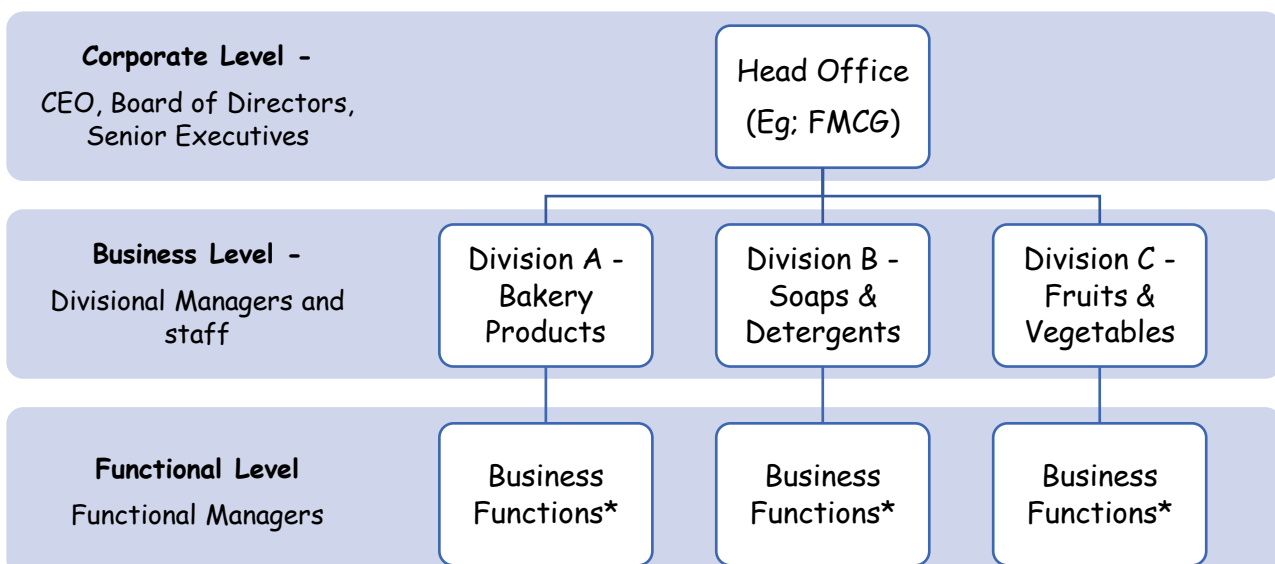 Corporate Level -
CEO, Board of Directors,
Senior Executives
Head Office
(Eg; FMCG)
Business Level -
Divisional Managers and
staff
Division A -
Bakery
Products
Division B -
Soaps &
Detergents
Division C -
Fruits &
Vegetables
Functional Level
Functional Managers
Business
Functions*
Business
Functions*
Business
Functions*